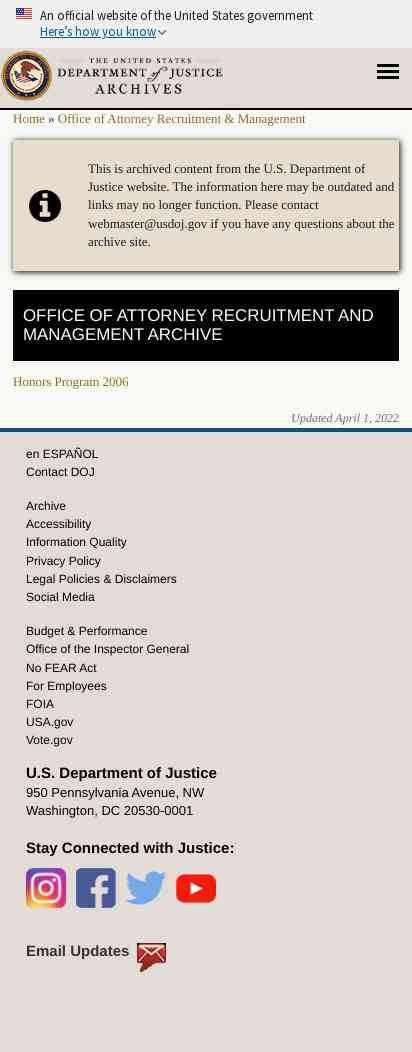 An official website of the United States government
Here's how you know
THE UNITED STATES
DEPARTMENT of JUSTICE
ARCHIVES
Home » Office of Attorney Recruitment & Management
This is archived content from the U.S. Department of
Justice website. The information here may be outdated and
links may no longer function. Please contact
webmaster@usdoj.gov if you have any questions about the
archive site.
OFFICE OF ATTORNEY RECRUITMENT AND
MANAGEMENT ARCHIVE
Honors Program 2006
Updated April 1, 2022
en ESPAÑOL
Contact DOJ
Archive
Accessibility
Information Quality
Privacy Policy
Legal Policies & Disclaimers
Social Media
Budget & Performance
Office of the Inspector General
No FEAR Act
For Employees
FOIA
USA.gov
Vote.gov
U.S. Department of Justice
950 Pennsylvania Avenue, NW
Washington, DC 20530-0001
Stay Connected with Justice:
Email Updates